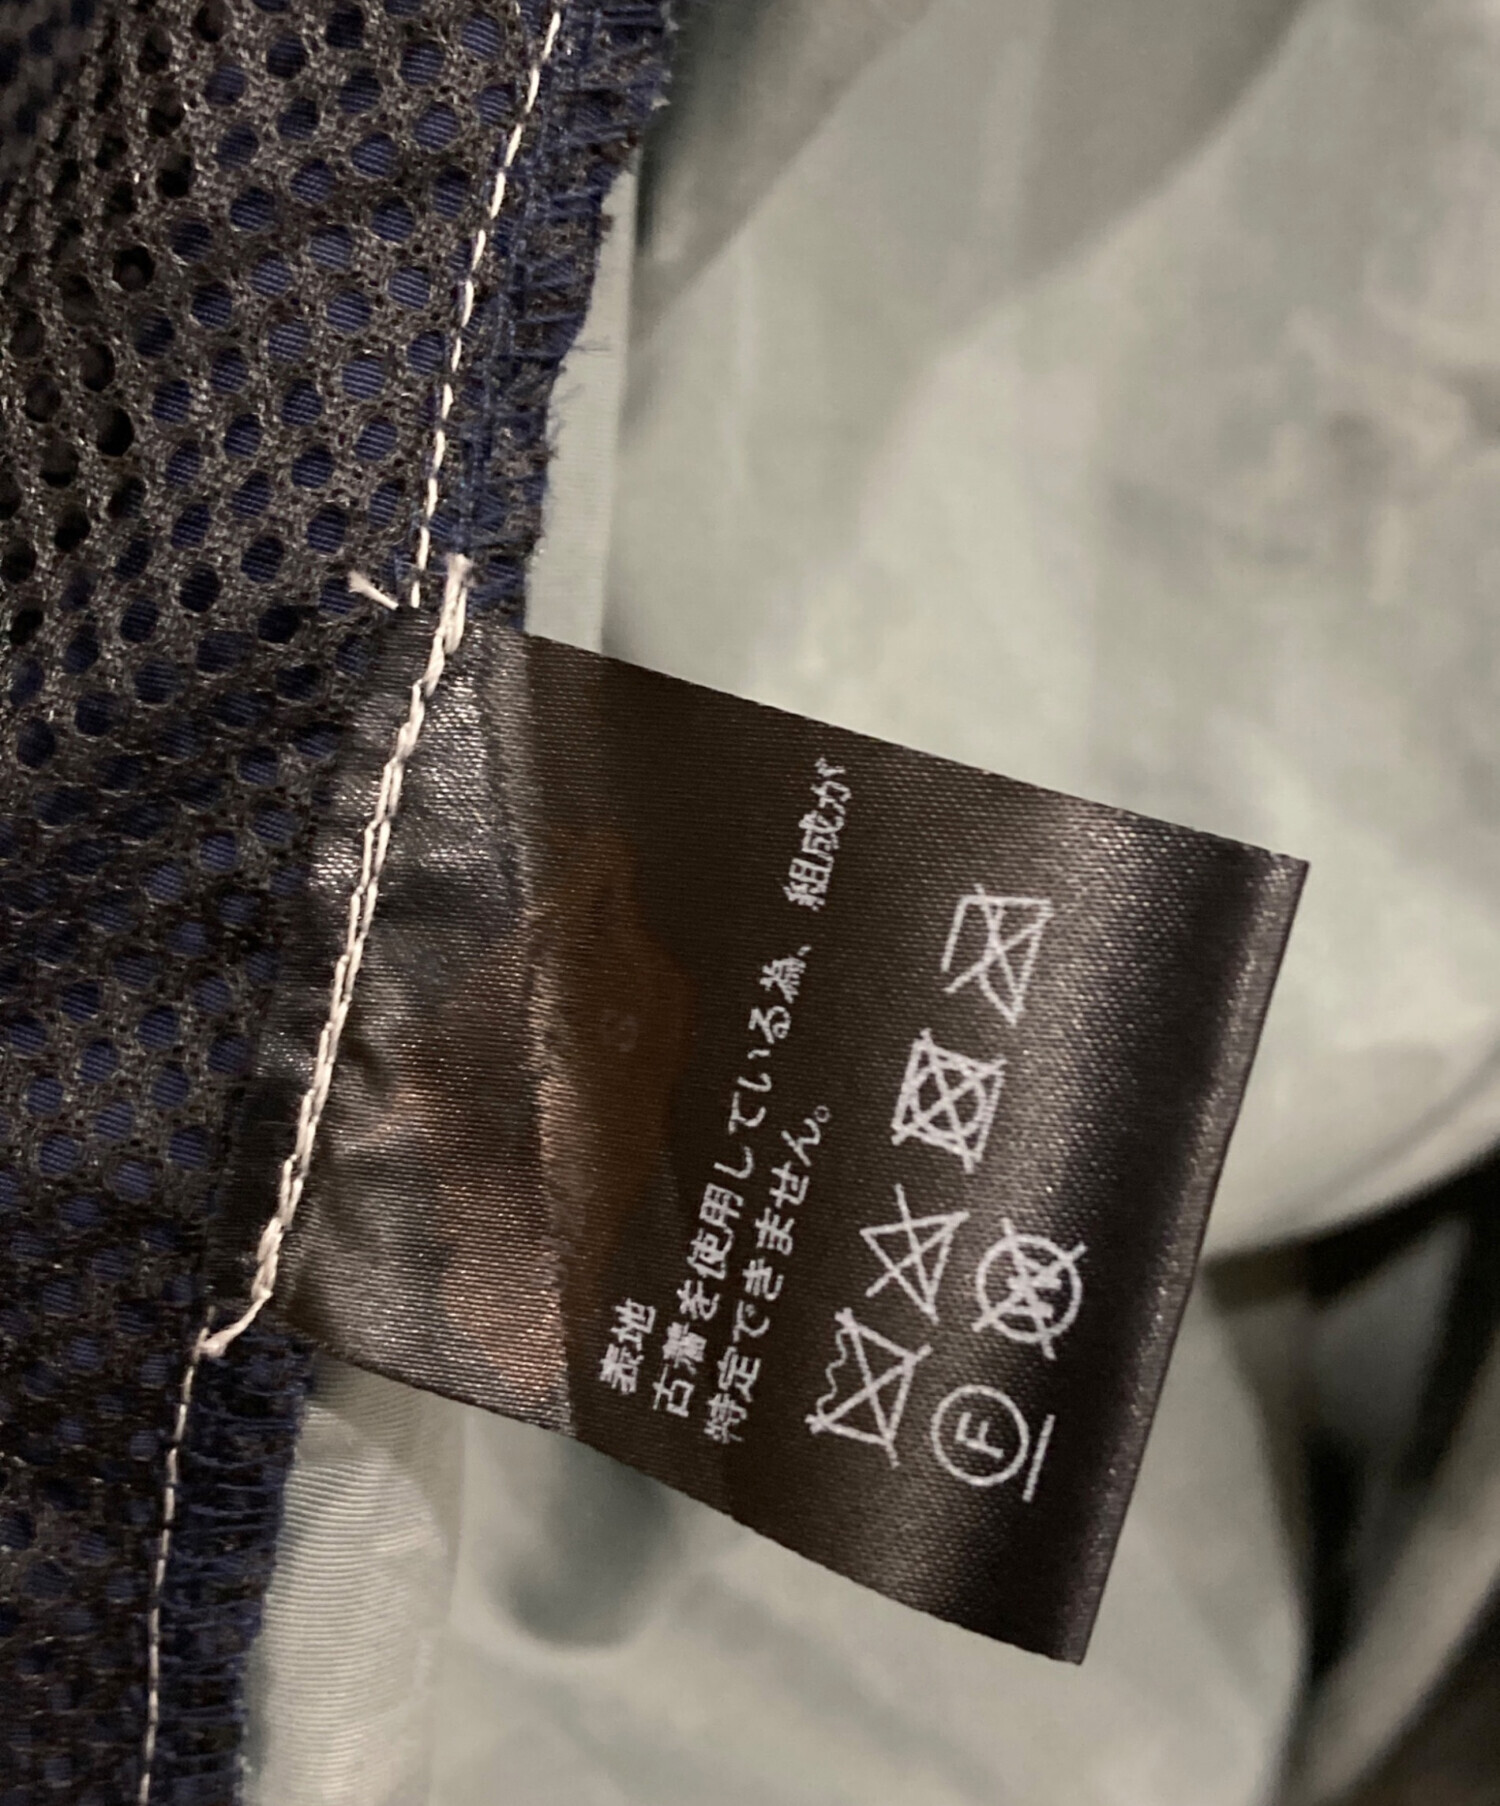 表地
古着を使用している為、組成が
特定できません。
F
W